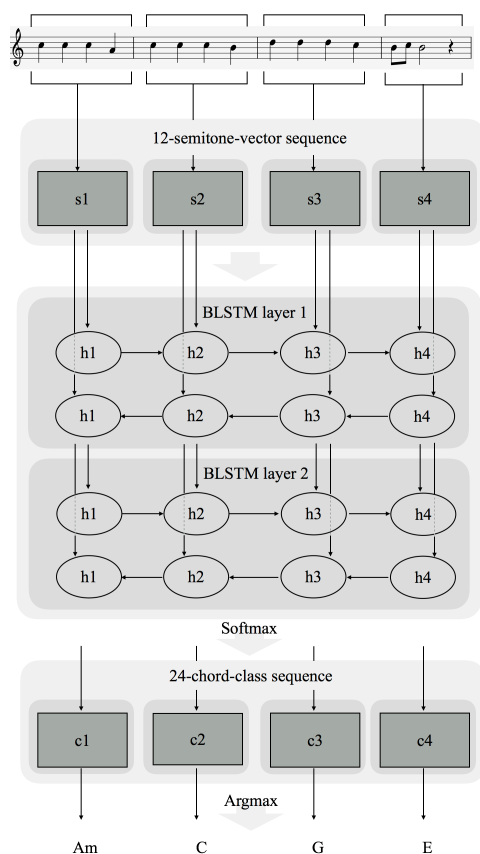 12-semitone-vector sequence
s1 s2 s3 s4
BLSTM layer 1
h1 h2 h3 h4
h1 h2 h3 h4
BLSTM layer 2
h1 h2 h3 h4
h1 h2 h3 h4
Softmax
24-chord-class sequence
c1 c2 c3 c4
Argmax
Am C G E